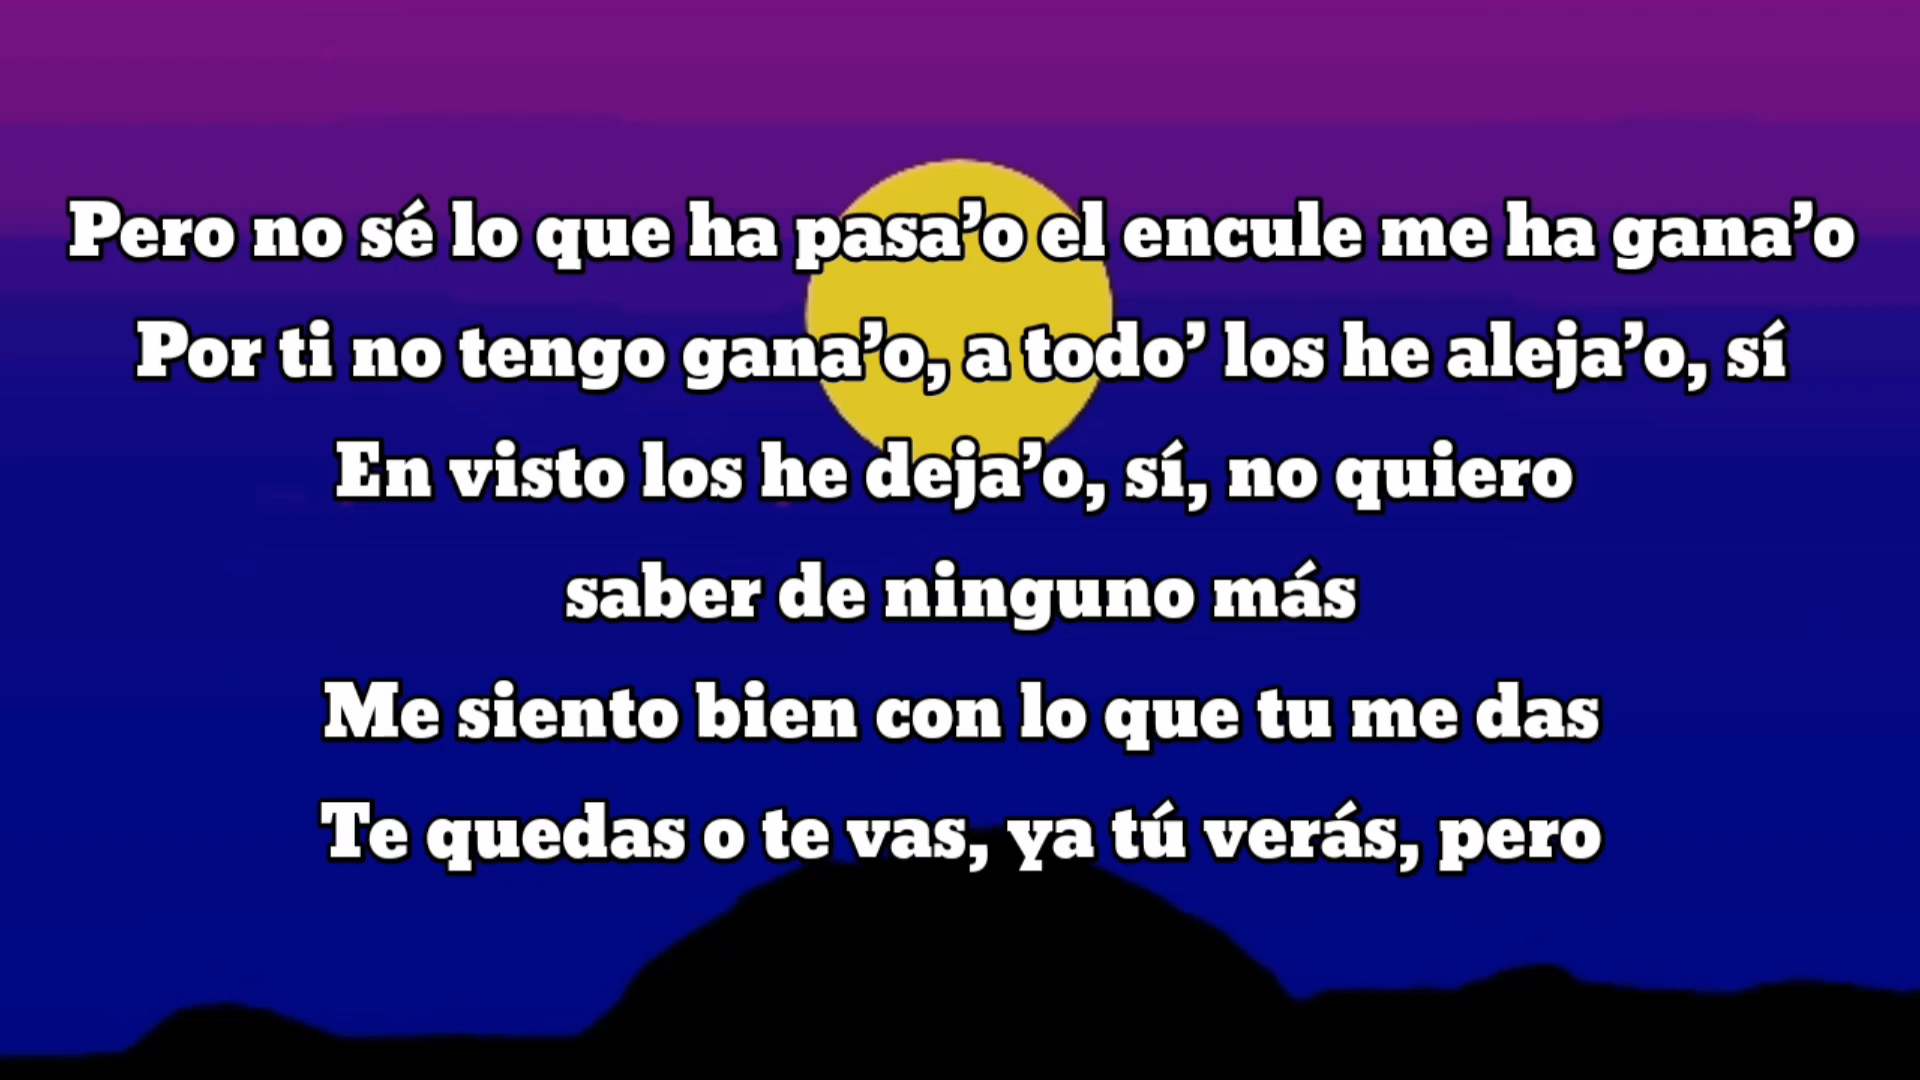 Pero no sé lo que ha pasa’o el encule me ha gana’o
Por ti no tengo gana’o, a todo’ los he aleja’o, sí
En visto los he deja’o, sí, no quiero
saber de ninguno más
Me siento bien con lo que tu me das
Te quedas o te vas, ya tú verás, pero